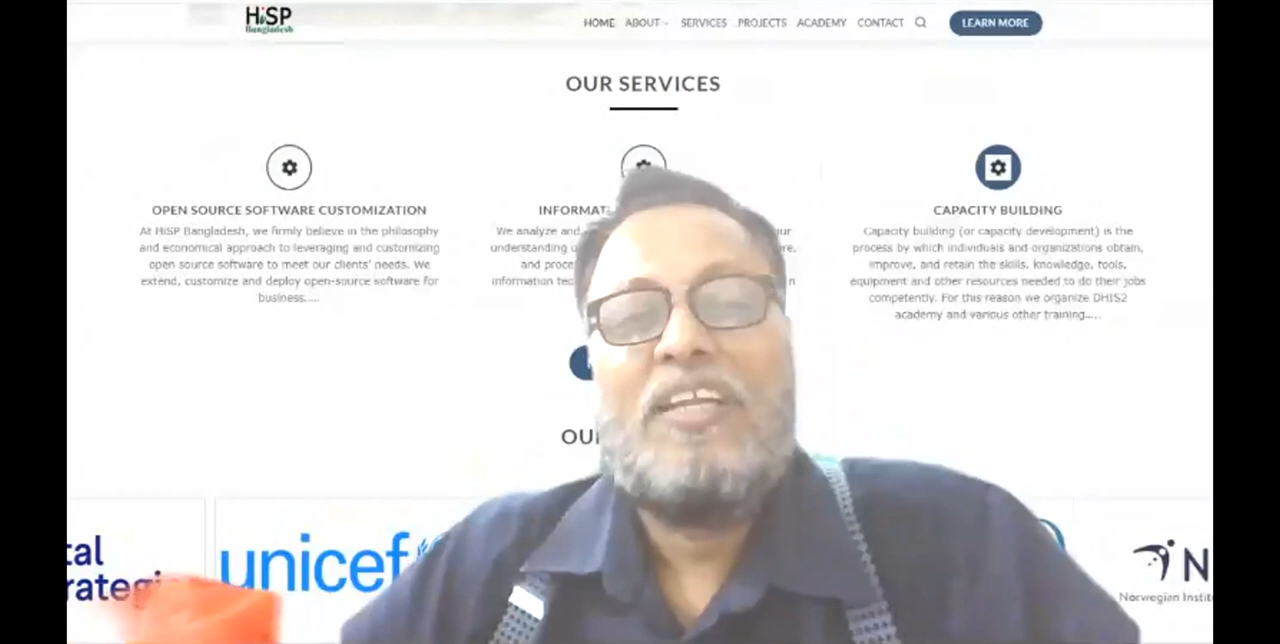 HiSP
Bangladesh
HOME ABOUT SERVICES PROJECTS ACADEMY CONTACT LEARN MORE
OUR SERVICES
OPEN SOURCE SOFTWARE CUSTOMIZATION
At HiSP Bangladesh, we firmly believe in the philosophy
and economical approach to leveraging and customizing
open source software to meet our clients' needs. We
extend, customize and deploy open-source software for
business.....
We analyze and
understanding
and
CAPACITY BUILDING
Capacity building (or capacity development) is the
process by which individuals and organizations obtain,
improve, and retain the skills, knowledge, tools,
equipment and other resources needed to do their jobs
competently. For this reason we organize DHIS2
academy and various other training.....
unicef
Norwegian